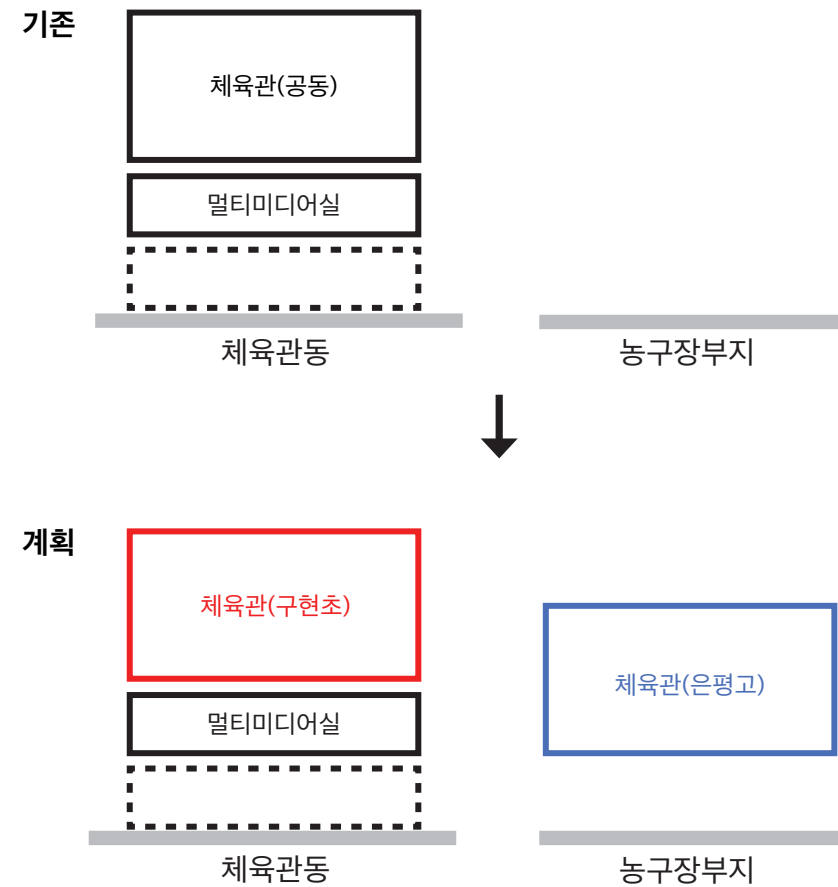 기존
체육관(공동)
멀티미디어실
체육관동
농구장부지
계획
체육관(구현초)
체육관(은평고)
멀티미디어실
체육관동
농구장부지